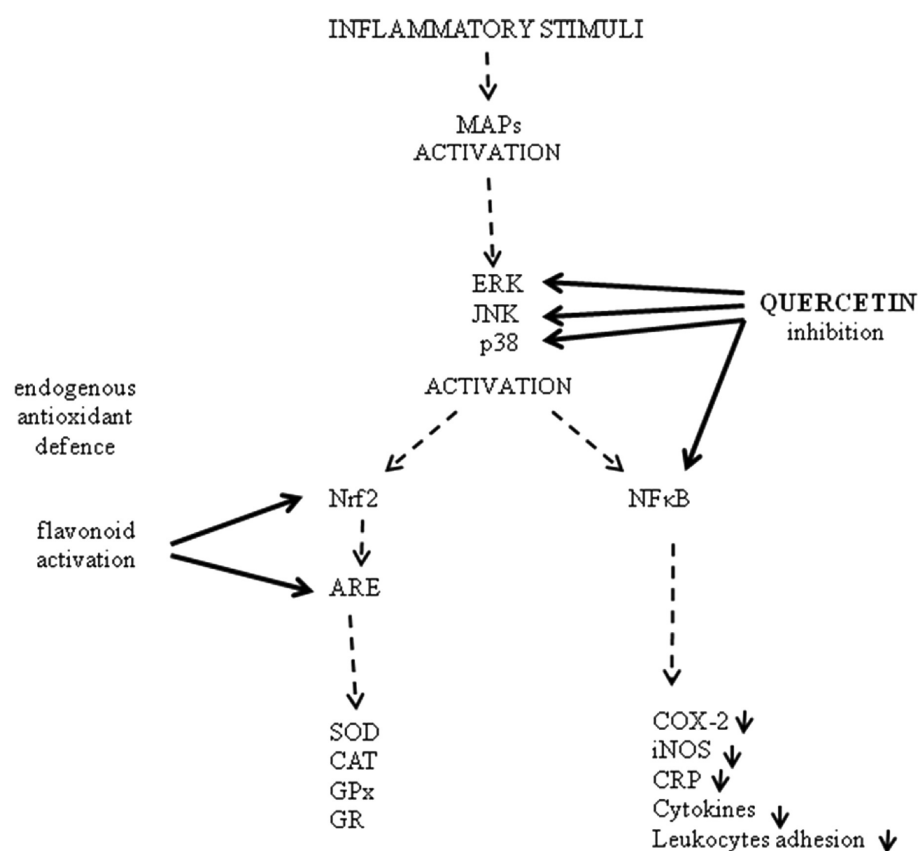 INFLAMMATORY STIMULI
MAPs
ACTIVATION
ERK
JNK
p38
QUERCETIN
inhibition
ACTIVATION
endogenous
antioxidant
defence
Nrf2
NFκB
flavonoid
activation
ARE
SOD
CAT
GPx
GR
COX-2
iNOS
CRP
Cytokines
Leukocytes adhesion